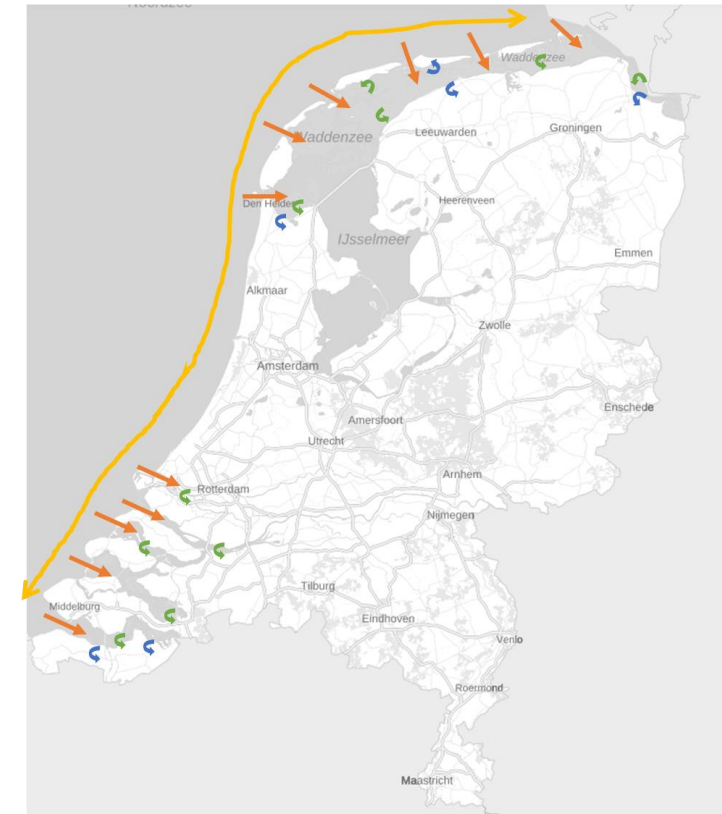 Noordzee
Waddenzee
Leeuwarden
Groningen
Waddenzee
Den Helder
Heerenveen
IJsselmeer
Emmen
Alkmaar
Zwolle
Amsterdam
Enschede
Amersfoort
Utrecht
Arnhem
Rotterdam
Nijmegen
Tilburg
Middelburg
Eindhoven
Venlo
Roermond
Maastricht